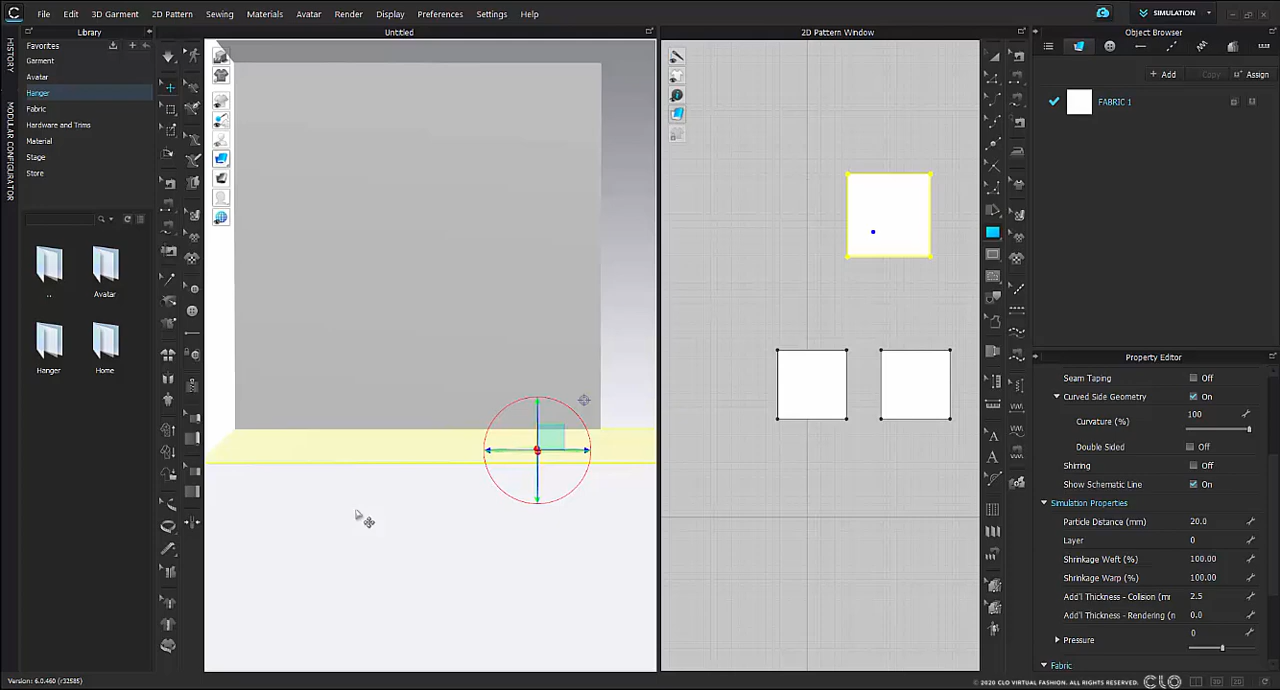 File Edit 3D Garment 2D Pattern Sewing Materials Avatar Render Display Preferences Settings Help
SIMULATION
Library
Untitled
2D Pattern Window
Object Browser
HISTORY
MODULAR CONFIGURATOR
Favorites
Garment
Avatar
Hanger
Fabric
Hardware and Trims
Material
Stage
Store
..
Avatar
Hanger
Home
+ Add
Copy
Assign
FABRIC 1
Property Editor
Seam Taping Off
Curved Side Geometry On
Curvature (%) 100
Double Sided Off
Shirring Off
Show Schematic Line On
Simulation Properties
Particle Distance (mm) 20.0
Layer 0
Shrinkage Weft (%) 100.00
Shrinkage Warp (%) 100.00
Add'l Thickness - Collision (m 2.5
Add'l Thickness - Rendering (n 0.0
Pressure 0
Fabric
Version: 6.0.460 (r32585)
© 2020 CLO VIRTUAL FASHION. ALL RIGHTS RESERVED. CLO
3D
2D